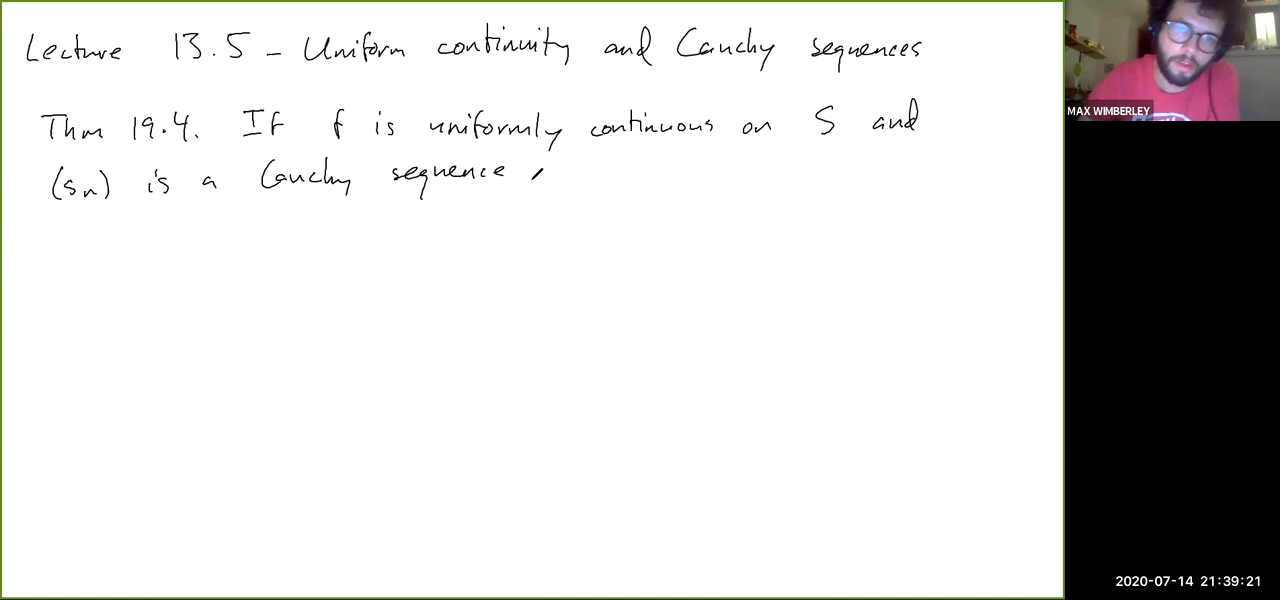 Lecture 13.5 - Uniform continuity and Cauchy sequences
Thm 19.4. If f is uniformly continuous on S and
(sn) is a Cauchy sequence
MAX WIMBERLEY
2020-07-14 21:39:21